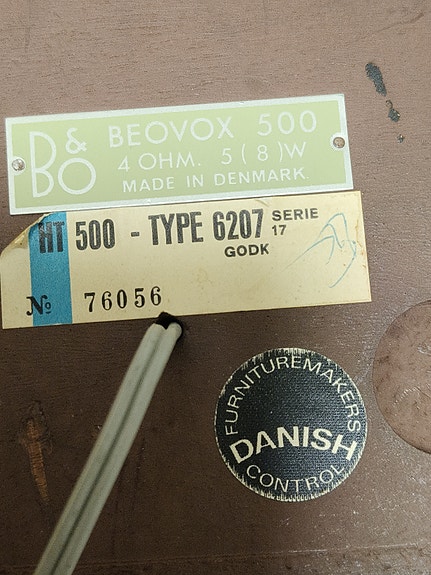 B&O
BEOVOX 500
4 OHM. 5 (8)W
MADE IN DENMARK
HT 500 - TYPE 6207 SERIE 17
GODK
No 76056
FURNITUREMAKERS
DANISH
CONTROL